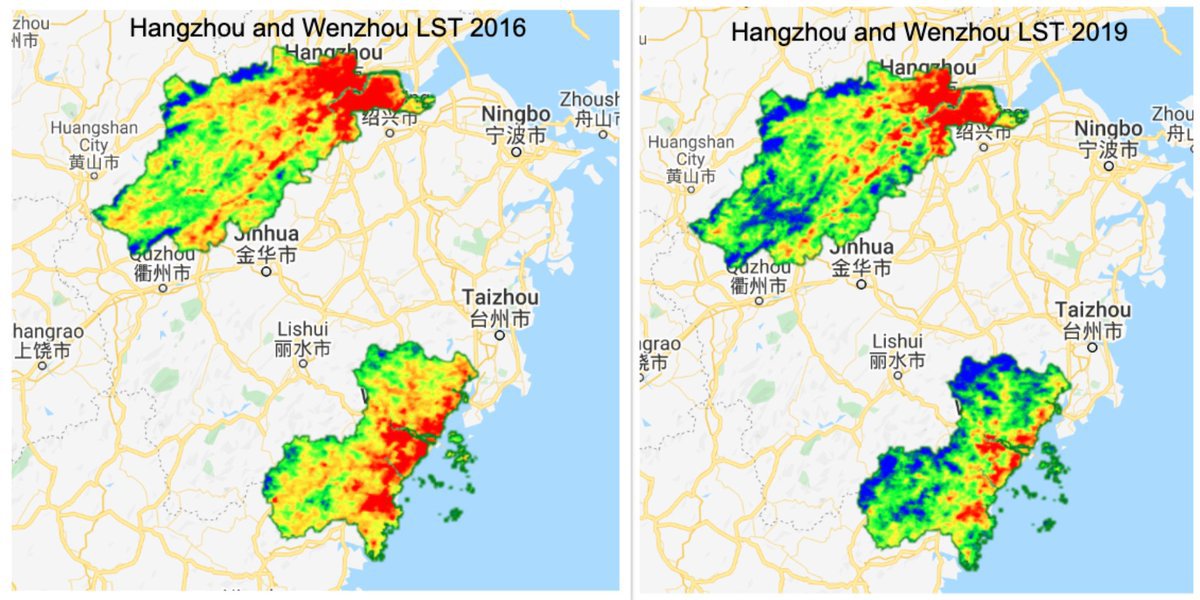 Hangzhou and Wenzhou LST 2016
zhou
州市
Hangzhou
Ningbo
宁波市
Zhoush
舟山市
绍兴市
Huangshan
City
黄山市
Quzhou
衢州市
Jinhua
金华市
Taizhou
台州市
Lishui
丽水市
hangrao
上饶市
Hangzhou and Wenzhou LST 2019
u
Hangzhou
绍兴市
Ningbo
宁波市
Zhou
舟山
Huangshan
City
黄山市
Quzhou
衢州市
Jinhua
金华市
Taizhou
台州市
Lishui
丽水市
ngrao
饶市